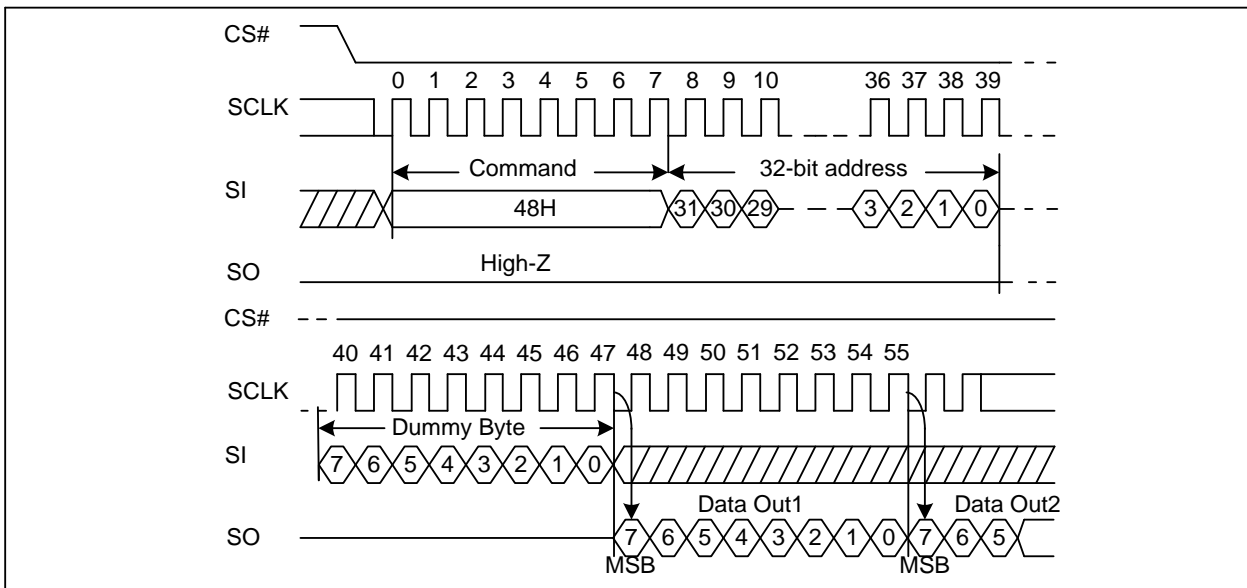 CS#
0 1 2 3 4 5 6 7 8 9 10 36 37 38 39
SCLK
Command 32-bit address
SI
48H 31 30 29 3 2 1 0
High-Z
SO
CS#
40 41 42 43 44 45 46 47 48 49 50 51 52 53 54 55
SCLK
Dummy Byte
SI 7 6 5 4 3 2 1 0
Data Out1 Data Out2
SO 7 6 5 4 3 2 1 0 7 6 5
MSB MSB